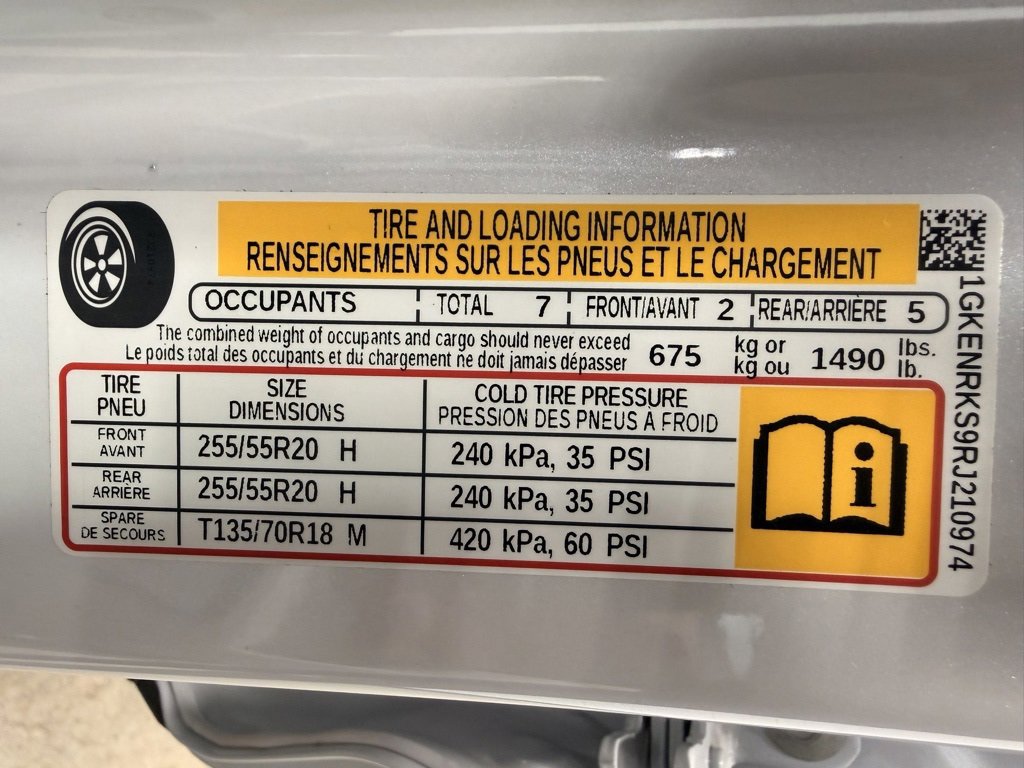 TIRE AND LOADING INFORMATION
RENSEIGNEMENTS SUR LES PNEUS ET LE CHARGEMENT
OCCUPANTS TOTAL 7 FRONT/AVANT 2 REAR/ARRIÈRE 5
The combined weight of occupants and cargo should never exceed
Le poids total des occupants et du chargement ne doit jamais dépasser
675 kg or 1490 lbs.
kg ou lb.
TIRE SIZE COLD TIRE PRESSURE
PNEU DIMENSIONS PRESSION DES PNEUS À FROID
FRONT
AVANT 255/55R20 H 240 kPa, 35 PSI
REAR
ARRIÈRE 255/55R20 H 240 kPa, 35 PSI
SPARE
DE SECOURS T135/70R18 M 420 kPa, 60 PSI
i
1GKENRKS9RJ210974